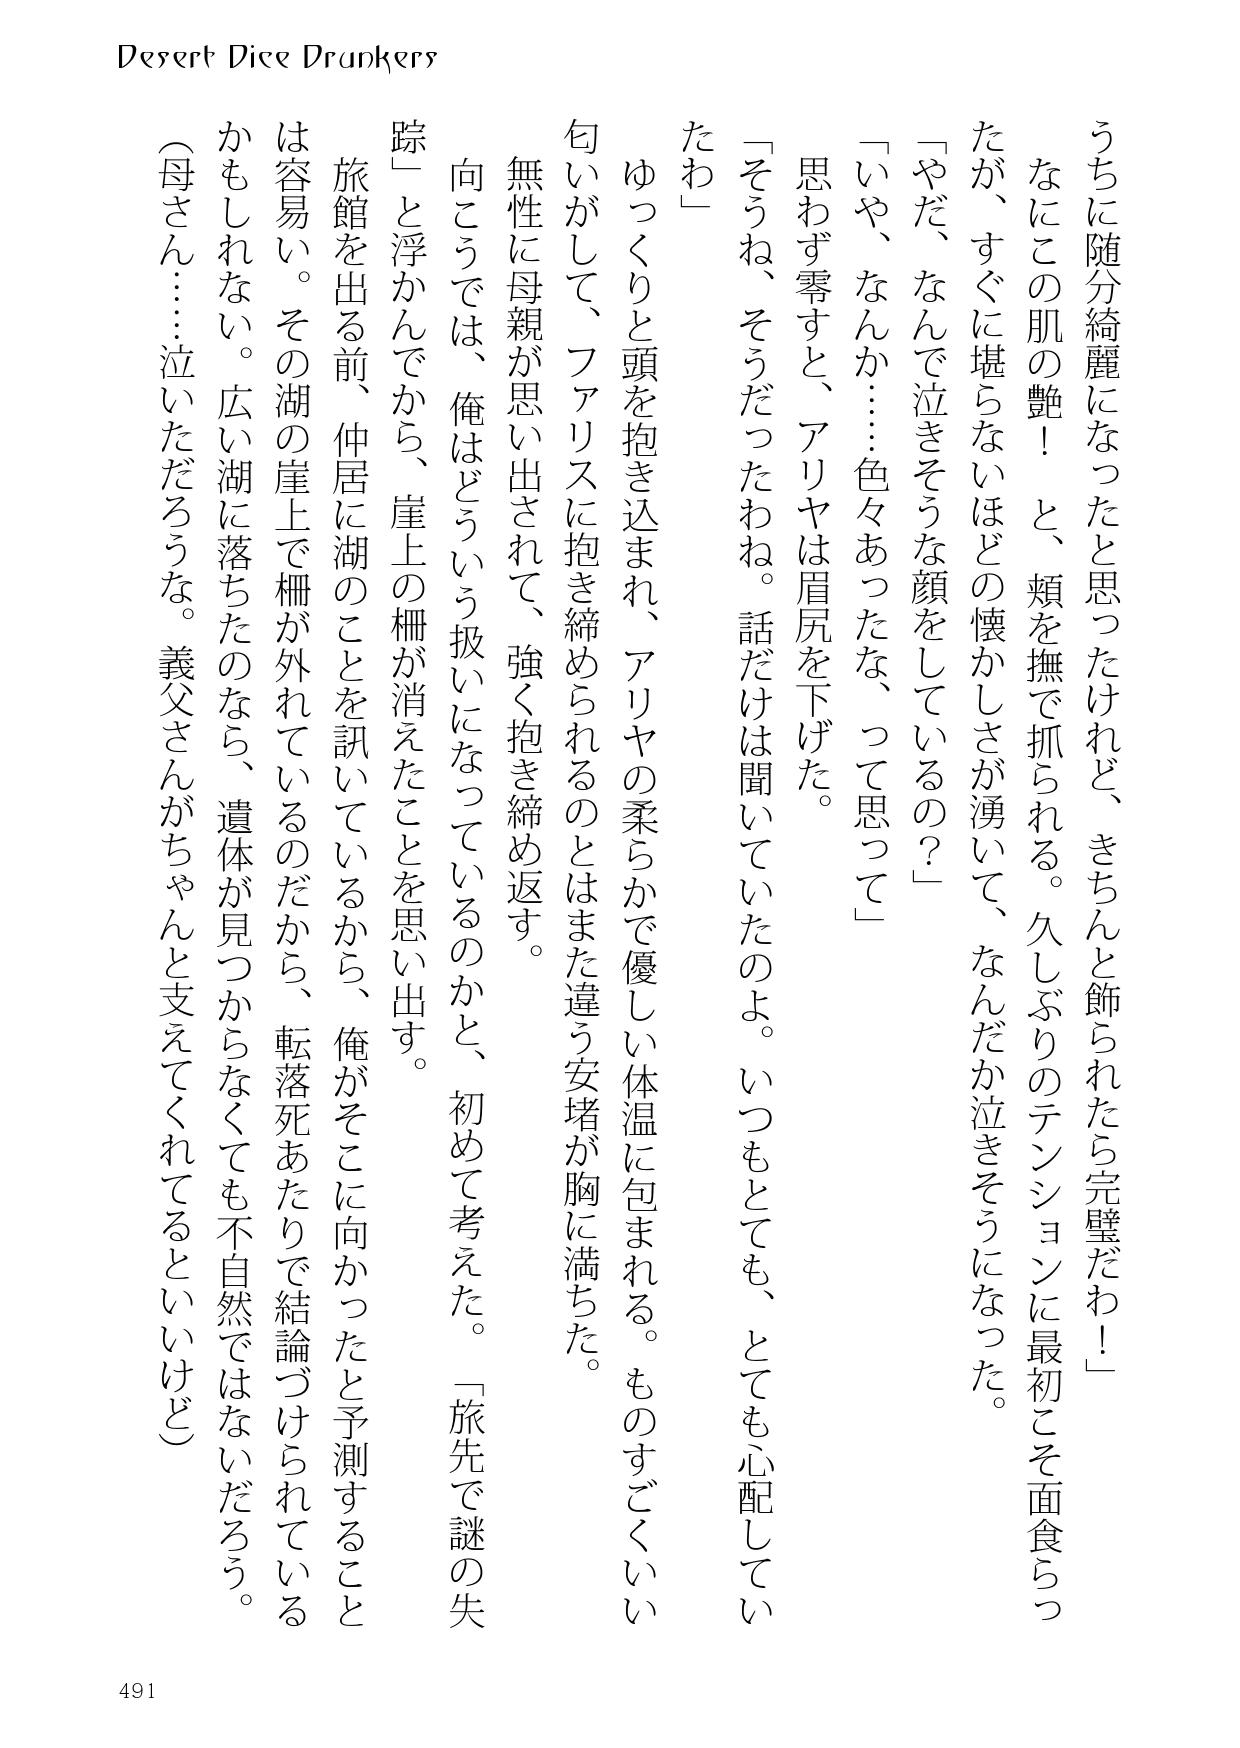 Desert Dice Drunkers
うちに随分綺麗になったと思ったけれど、きちんと飾られたら完璧だわ！」
　なにこの肌の艶！　と、頬を撫で抓られる。久しぶりのテンションに最初こそ面食らっ
たが、すぐに堪らないほどの懐かしさが湧いて、なんだか泣きそうになった。
「やだ、なんで泣きそうな顔をしているの？」
「いや、なんか……色々あったな、って思って」
　思わず零すと、アリヤは眉尻を下げた。
「そうね、そうだったわね。話だけは聞いていたのよ。いつもとても、とても心配してい
たわ」
　ゆっくりと頭を抱き込まれ、アリヤの柔らかで優しい体温に包まれる。ものすごくいい
匂いがして、ファリスに抱き締められるのとはまた違う安堵が胸に満ちた。
　無性に母親が思い出されて、強く抱き締め返す。
　向こうでは、俺はどういう扱いになっているのかと、初めて考えた。「旅先で謎の失
踪」と浮かんでから、崖上の柵が消えたことを思い出す。
　旅館を出る前、仲居に湖のことを訊いているから、俺がそこに向かったと予測すること
は容易い。その湖の崖上で柵が外れているのだから、転落死あたりで結論づけられている
かもしれない。広い湖に落ちたのなら、遺体が見つからなくても不自然ではないだろう。
（母さん……泣いただろうな。義父さんがちゃんと支えてくれてるといいけど）
491